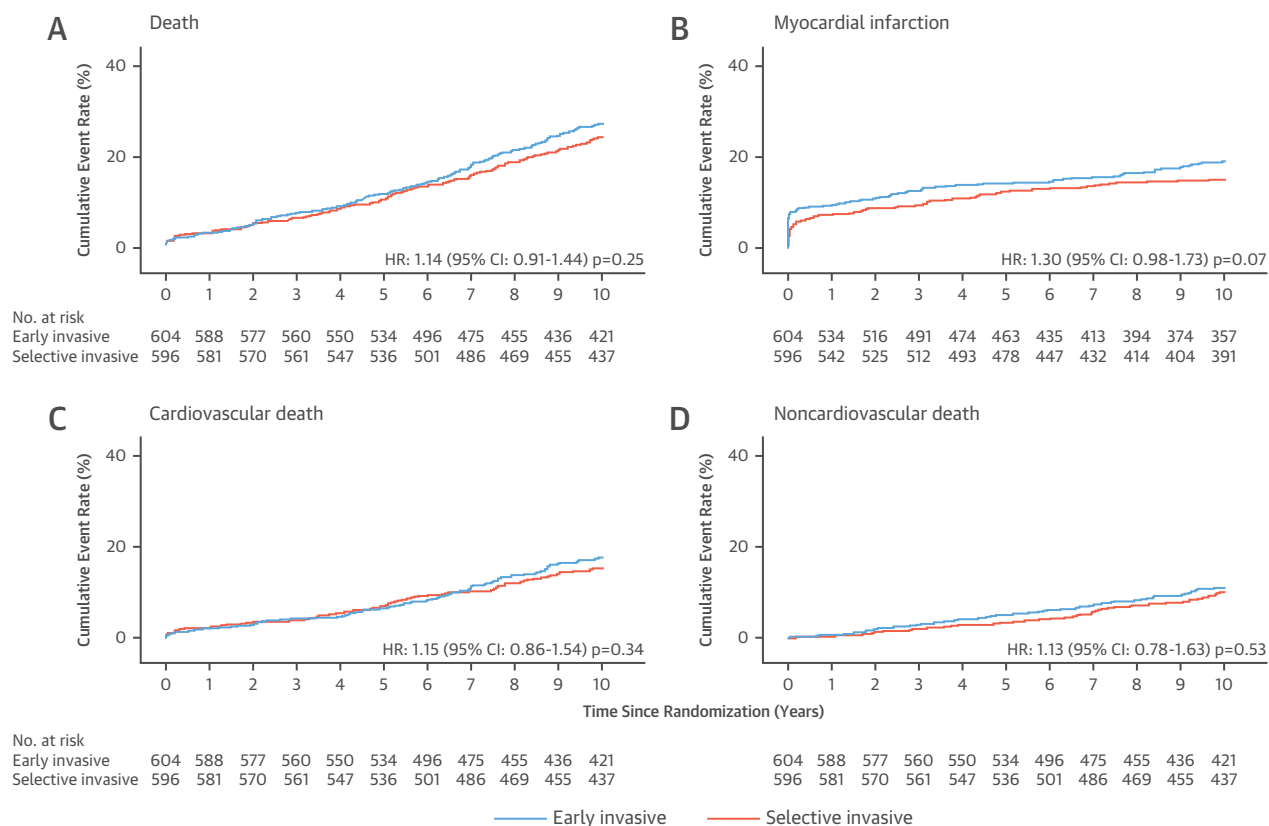 A Death
Cumulative Event Rate (%)
40
20
0
HR: 1.14 (95% CI: 0.91-1.44) p=0.25
0 1 2 3 4 5 6 7 8 9 10
No. at risk
Early invasive 604 588 577 560 550 534 496 475 455 436 421
Selective invasive 596 581 570 561 547 536 501 486 469 455 437
B Myocardial infarction
Cumulative Event Rate (%)
40
20
0
HR: 1.30 (95% CI: 0.98-1.73) p=0.07
0 1 2 3 4 5 6 7 8 9 10
604 534 516 491 474 463 435 413 394 374 357
596 542 525 512 493 478 447 432 414 404 391
C Cardiovascular death
Cumulative Event Rate (%)
40
20
0
HR: 1.15 (95% CI: 0.86-1.54) p=0.34
0 1 2 3 4 5 6 7 8 9 10
D Noncardiovascular death
Cumulative Event Rate (%)
40
20
0
HR: 1.13 (95% CI: 0.78-1.63) p=0.53
0 1 2 3 4 5 6 7 8 9 10
Time Since Randomization (Years)
No. at risk
Early invasive 604 588 577 560 550 534 496 475 455 436 421
Selective invasive 596 581 570 561 547 536 501 486 469 455 437
604 588 577 560 550 534 496 475 455 436 421
596 581 570 561 547 536 501 486 469 455 437
Early invasive Selective invasive